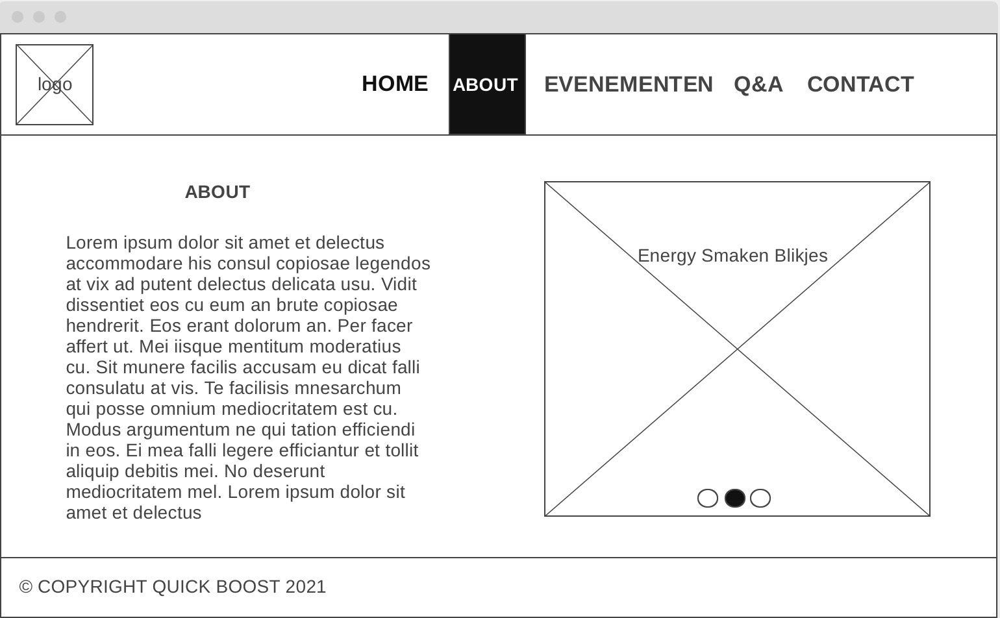 logo
HOME
ABOUT
EVENEMENTEN
Q&A
CONTACT
ABOUT
Lorem ipsum dolor sit amet et delectus
accommodare his consul copiosae legendos
at vix ad putent delectus delicata usu. Vidit
dissentiet eos cu eum an brute copiosae
hendrerit. Eos erant dolorum an. Per facer
affert ut. Mei iisque mentitum moderatius
cu. Sit munere facilis accusam eu dicat falli
consulatu at vis. Te facilisis mnesarchum
qui posse omnium mediocritatem est cu.
Modus argumentum ne qui tation efficiendi
in eos. Ei mea falli legere efficiantur et tollit
aliquip debitis mei. No deserunt
mediocritatem mel. Lorem ipsum dolor sit
amet et delectus
Energy Smaken Blikjes
© COPYRIGHT QUICK BOOST 2021